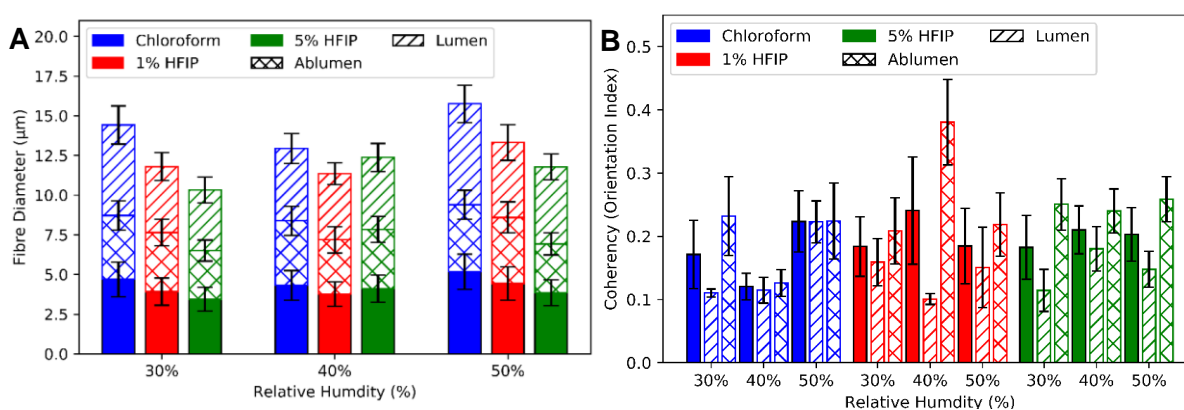 A
Chloroform
1% HFIP
5% HFIP
Ablumen
Lumen
20.0
17.5
15.0
12.5
10.0
7.5
5.0
2.5
0.0
Fibre Diameter (μm)
30% 40% 50%
Relative Humdity (%)
B
Chloroform
1% HFIP
5% HFIP
Ablumen
Lumen
0.5
0.4
0.3
0.2
0.1
0.0
Coherency (Orientation Index)
30% 40% 50% 30% 40% 50% 30% 40% 50%
Relative Humdity (%)